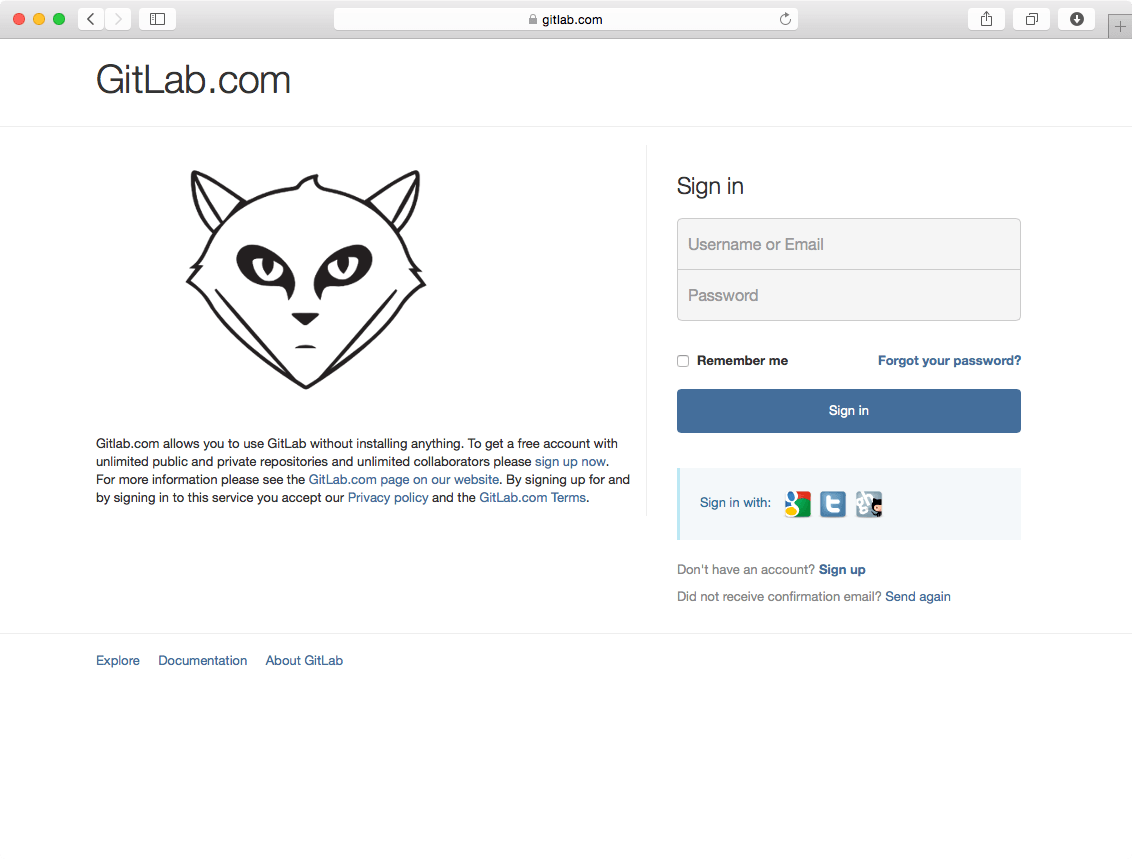 gitlab.com
GitLab.com
Gitlab.com allows you to use GitLab without installing anything. To get a free account with
unlimited public and private repositories and unlimited collaborators please sign up now.
For more information please see the GitLab.com page on our website. By signing up for and
by signing in to this service you accept our Privacy policy and the GitLab.com Terms.
Sign in
Username or Email
Password
Remember me
Forgot your password?
Sign in
Sign in with:
Don't have an account? Sign up
Did not receive confirmation email? Send again
Explore Documentation About GitLab